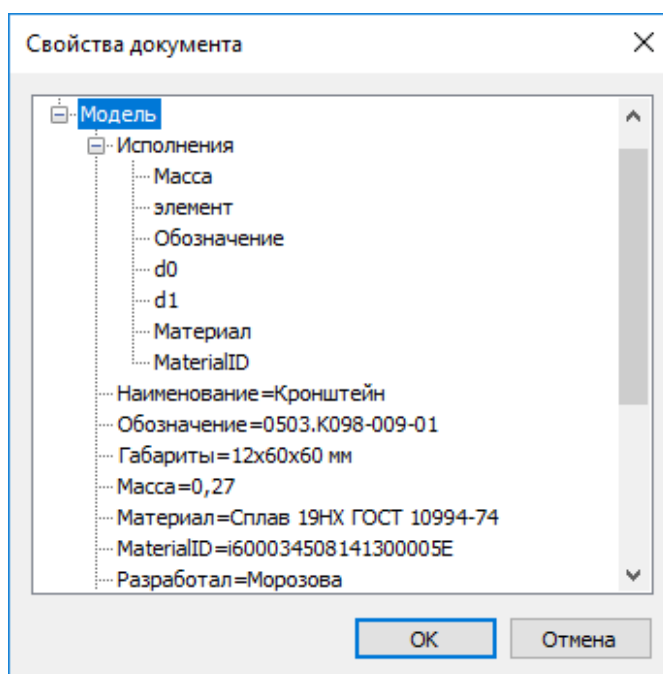 Свойства документа
Модель
Исполнения
Масса
элемент
Обозначение
d0
d1
Материал
MaterialID
Наименование=Кронштейн
Обозначение=0503.К098-009-01
Габариты=12x60x60 мм
Масса=0,27
Материал=Сплав 19НХ ГОСТ 10994-74
MaterialID=i600034508141300005E
Разработал=Морозова
OK
Отмена